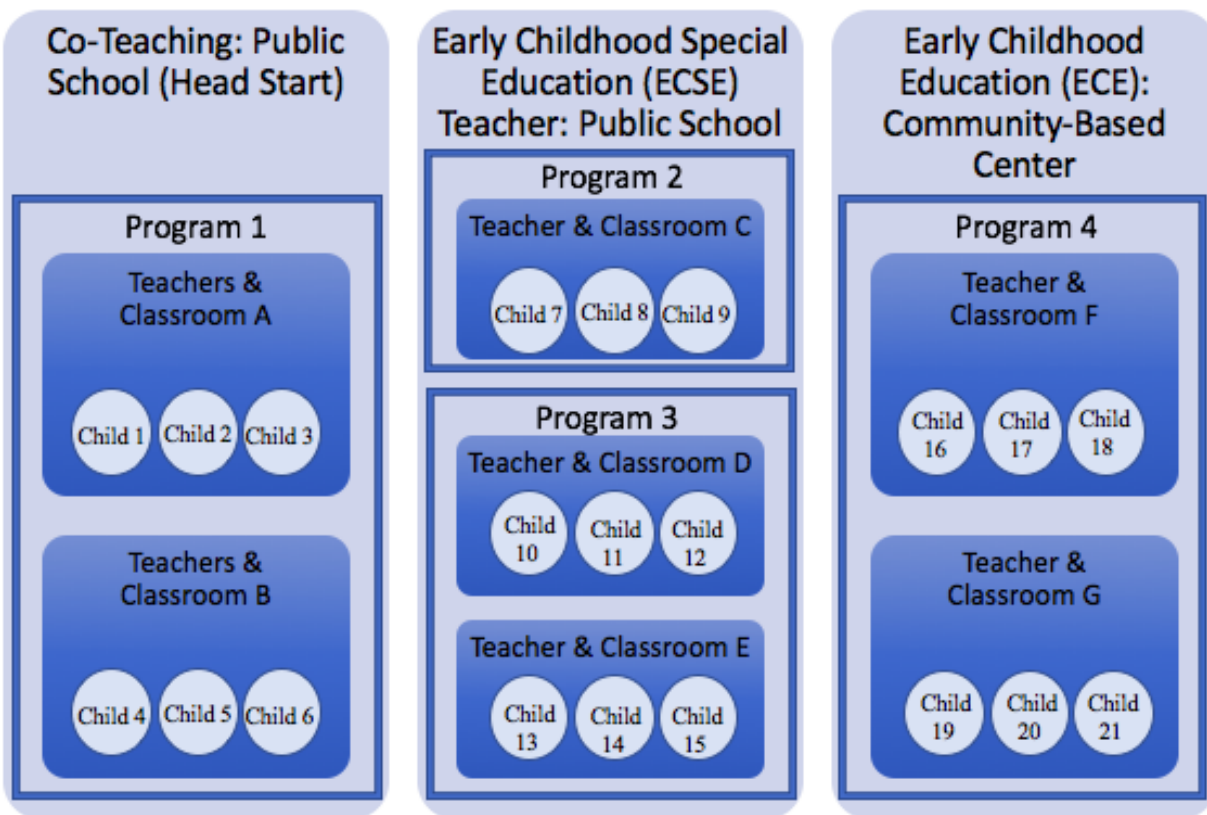 Co-Teaching: Public
School (Head Start)
Program 1
Teachers &
Classroom A
Child 1
Child 2
Child 3
Teachers &
Classroom B
Child 4
Child 5
Child 6
Early Childhood Special
Education (ECSE)
Teacher: Public School
Program 2
Teacher & Classroom C
Child 7
Child 8
Child 9
Program 3
Teacher & Classroom D
Child
10
Child
11
Child
12
Teacher & Classroom E
Child
13
Child
14
Child
15
Early Childhood
Education (ECE):
Community-Based
Center
Program 4
Teacher &
Classroom F
Child
16
Child
17
Child
18
Teacher &
Classroom G
Child
19
Child
20
Child
21